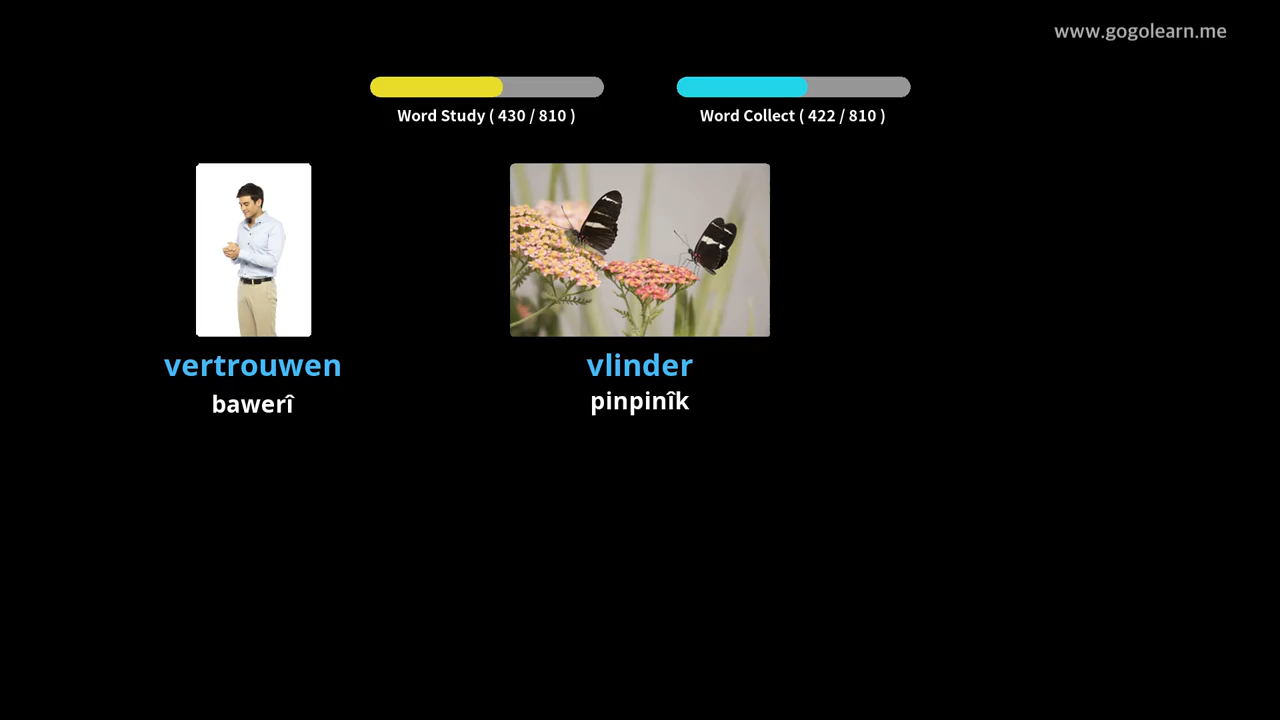 www.gogolearn.me
Word Study ( 430 / 810 )
Word Collect ( 422 / 810 )
vertrouwen
bawerî
vlinder
pinpinîk